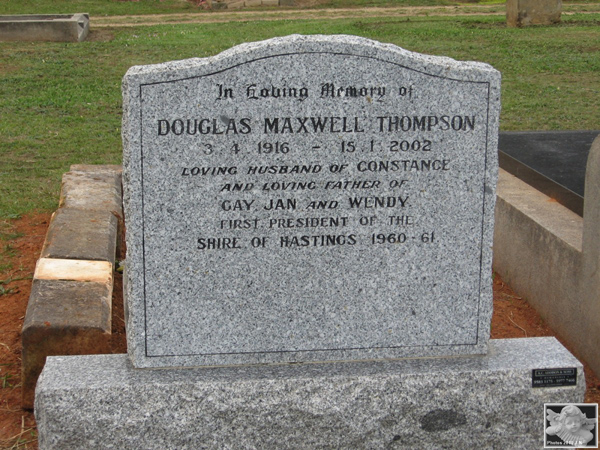 In Loving Memory of
DOUGLAS MAXWELL THOMPSON
3. 4. 1916 - 15. 1. 2002
LOVING HUSBAND OF CONSTANCE
AND LOVING FATHER OF
GAY, JAN AND WENDY.
FIRST PRESIDENT OF THE
SHIRE OF HASTINGS 1960-61